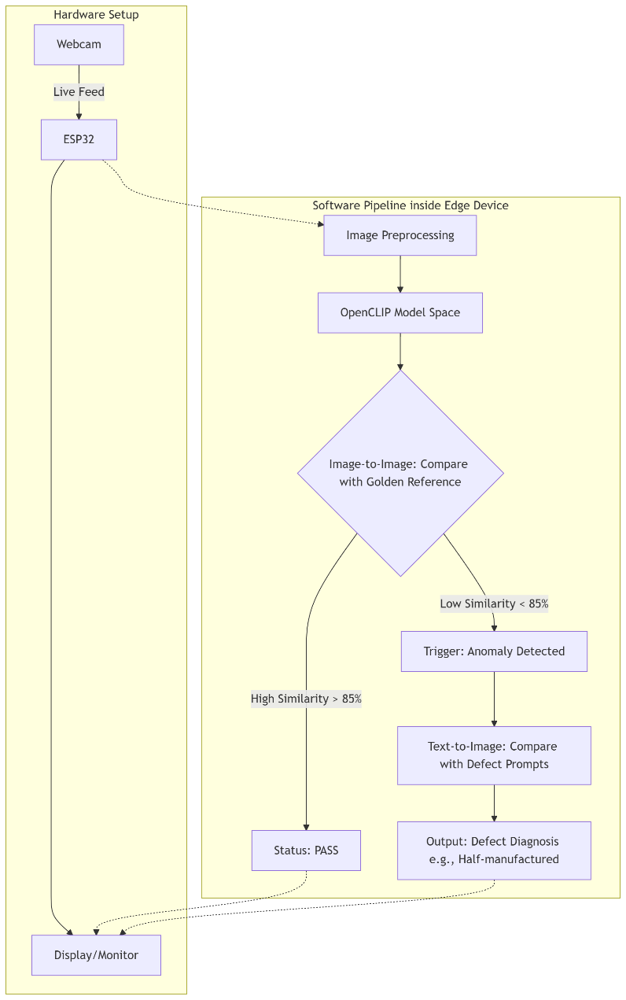 Hardware Setup
Webcam
Live Feed
ESP32
Software Pipeline inside Edge Device
Image Preprocessing
OpenCLIP Model Space
Image-to-Image: Compare
with Golden Reference
Low Similarity < 85%
Trigger: Anomaly Detected
High Similarity > 85%
Text-to-Image: Compare
with Defect Prompts
Status: PASS
Output: Defect Diagnosis
e.g., Half-manufactured
Display/Monitor